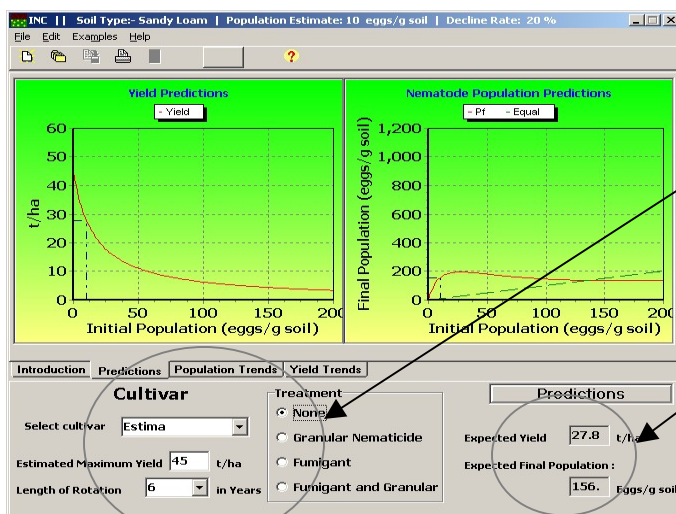 INC || Soil Type:- Sandy Loam | Population Estimate: 10 eggs/g soil | Decline Rate: 20 %
File Edit Examples Help
Yield Predictions
- Yield
60
50
40
30
20
10
0
t/ha
0 50 100 150 200
Initial Population (eggs/g soil)
Nematode Population Predictions
- Pf - Equal
1,200
1,000
800
600
400
200
0
Final Population (eggs/g soil)
0 50 100 150 200
Initial Population (eggs/g soil)
Introduction Predictions Population Trends Yield Trends
Cultivar
Select cultivar Estima
Estimated Maximum Yield 45 t/ha
Length of Rotation 6 in Years
Treatment
None
Granular Nematicide
Fumigant
Fumigant and Granular
Predictions
Expected Yield 27.8 t/ha
Expected Final Population :
156. Eggs/g soil